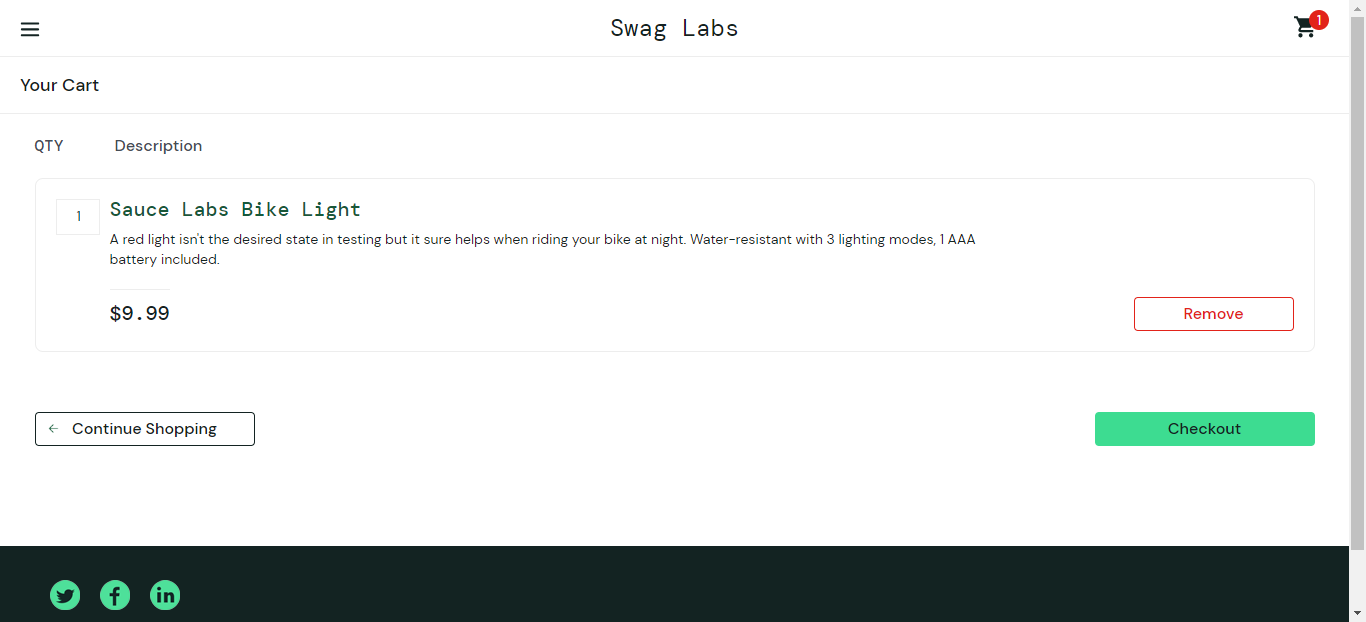 Swag Labs
1
Your Cart
QTY Description
1
Sauce Labs Bike Light
A red light isn't the desired state in testing but it sure helps when riding your bike at night. Water-resistant with 3 lighting modes, 1 AAA
battery included.
$9.99
Remove
Continue Shopping
Checkout